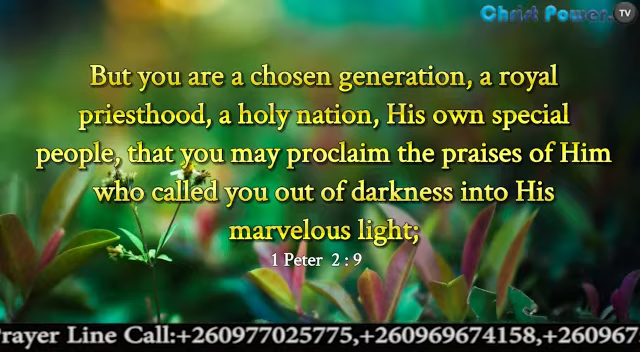 Christ Power. TV
But you are a chosen generation, a royal
priesthood, a holy nation, His own special
people, that you may proclaim the praises of Him
who called you out of darkness into His
marvelous light;
1 Peter 2 : 9
rayer Line Call:+260977025775,+260969674158,+26096